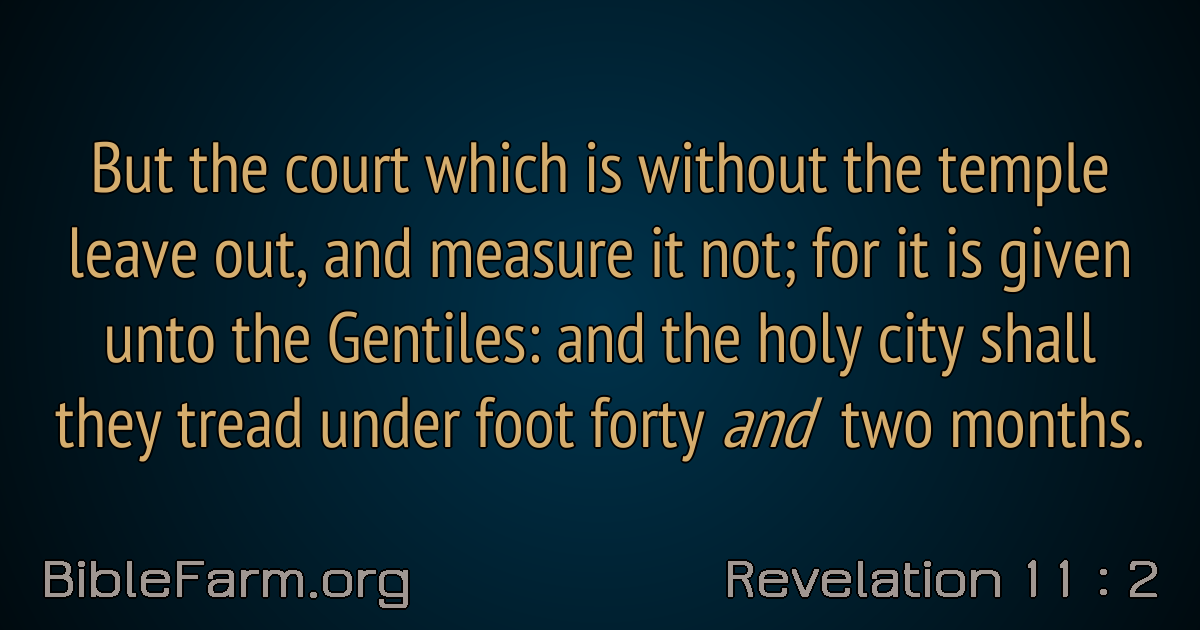 But the court which is without the temple
leave out, and measure it not; for it is given
unto the Gentiles: and the holy city shall
they tread under foot forty and two months.
BibleFarm.org
Revelation 11 : 2